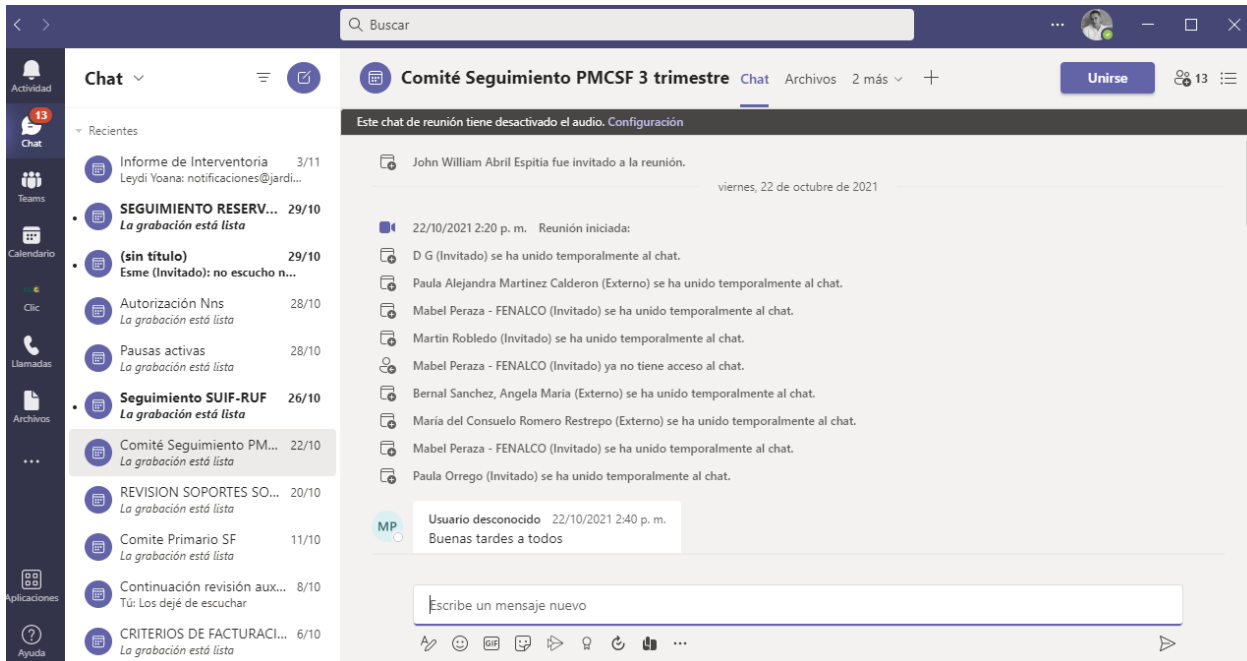 Buscar
Actividad
13
Chat
Teams
Calendario
Clic
Llamadas
Archivos
Aplicaciones
Ayuda
Chat
Recientes
Informe de Interventoria 3/11
Leydi Yoana: notificaciones@jardi...
SEGUIMIENTO RESERV... 29/10
La grabación está lista
(sin título) 29/10
Esme (Invitado): no escucho n...
Autorización Nns 28/10
La grabación está lista
Pausas activas 28/10
La grabación está lista
Seguimiento SUIF-RUF 26/10
La grabación está lista
Comité Seguimiento PM... 22/10
La grabación está lista
REVISION SOPORTES SO... 20/10
La grabación está lista
Comite Primario SF 11/10
La grabación está lista
Continuación revisión aux... 8/10
Tú: Los dejé de escuchar
CRITERIOS DE FACTURACI... 6/10
La grabación está lista
Comité Seguimiento PMCSF 3 trimestre Chat Archivos 2 más Unirse 13
Este chat de reunión tiene desactivado el audio. Configuración
John William Abril Espitia fue invitado a la reunión.
viernes, 22 de octubre de 2021
22/10/2021 2:20 p. m. Reunión iniciada:
D G (Invitado) se ha unido temporalmente al chat.
Paula Alejandra Martinez Calderon (Externo) se ha unido temporalmente al chat.
Mabel Peraza - FENALCO (Invitado) se ha unido temporalmente al chat.
Martin Robledo (Invitado) se ha unido temporalmente al chat.
Mabel Peraza - FENALCO (Invitado) ya no tiene acceso al chat.
Bernal Sanchez, Angela Maria (Externo) se ha unido temporalmente al chat.
María del Consuelo Romero Restrepo (Externo) se ha unido temporalmente al chat.
Mabel Peraza - FENALCO (Invitado) se ha unido temporalmente al chat.
Paula Orrego (Invitado) se ha unido temporalmente al chat.
MP
Usuario desconocido 22/10/2021 2:40 p. m.
Buenas tardes a todos
Escribe un mensaje nuevo
GIF